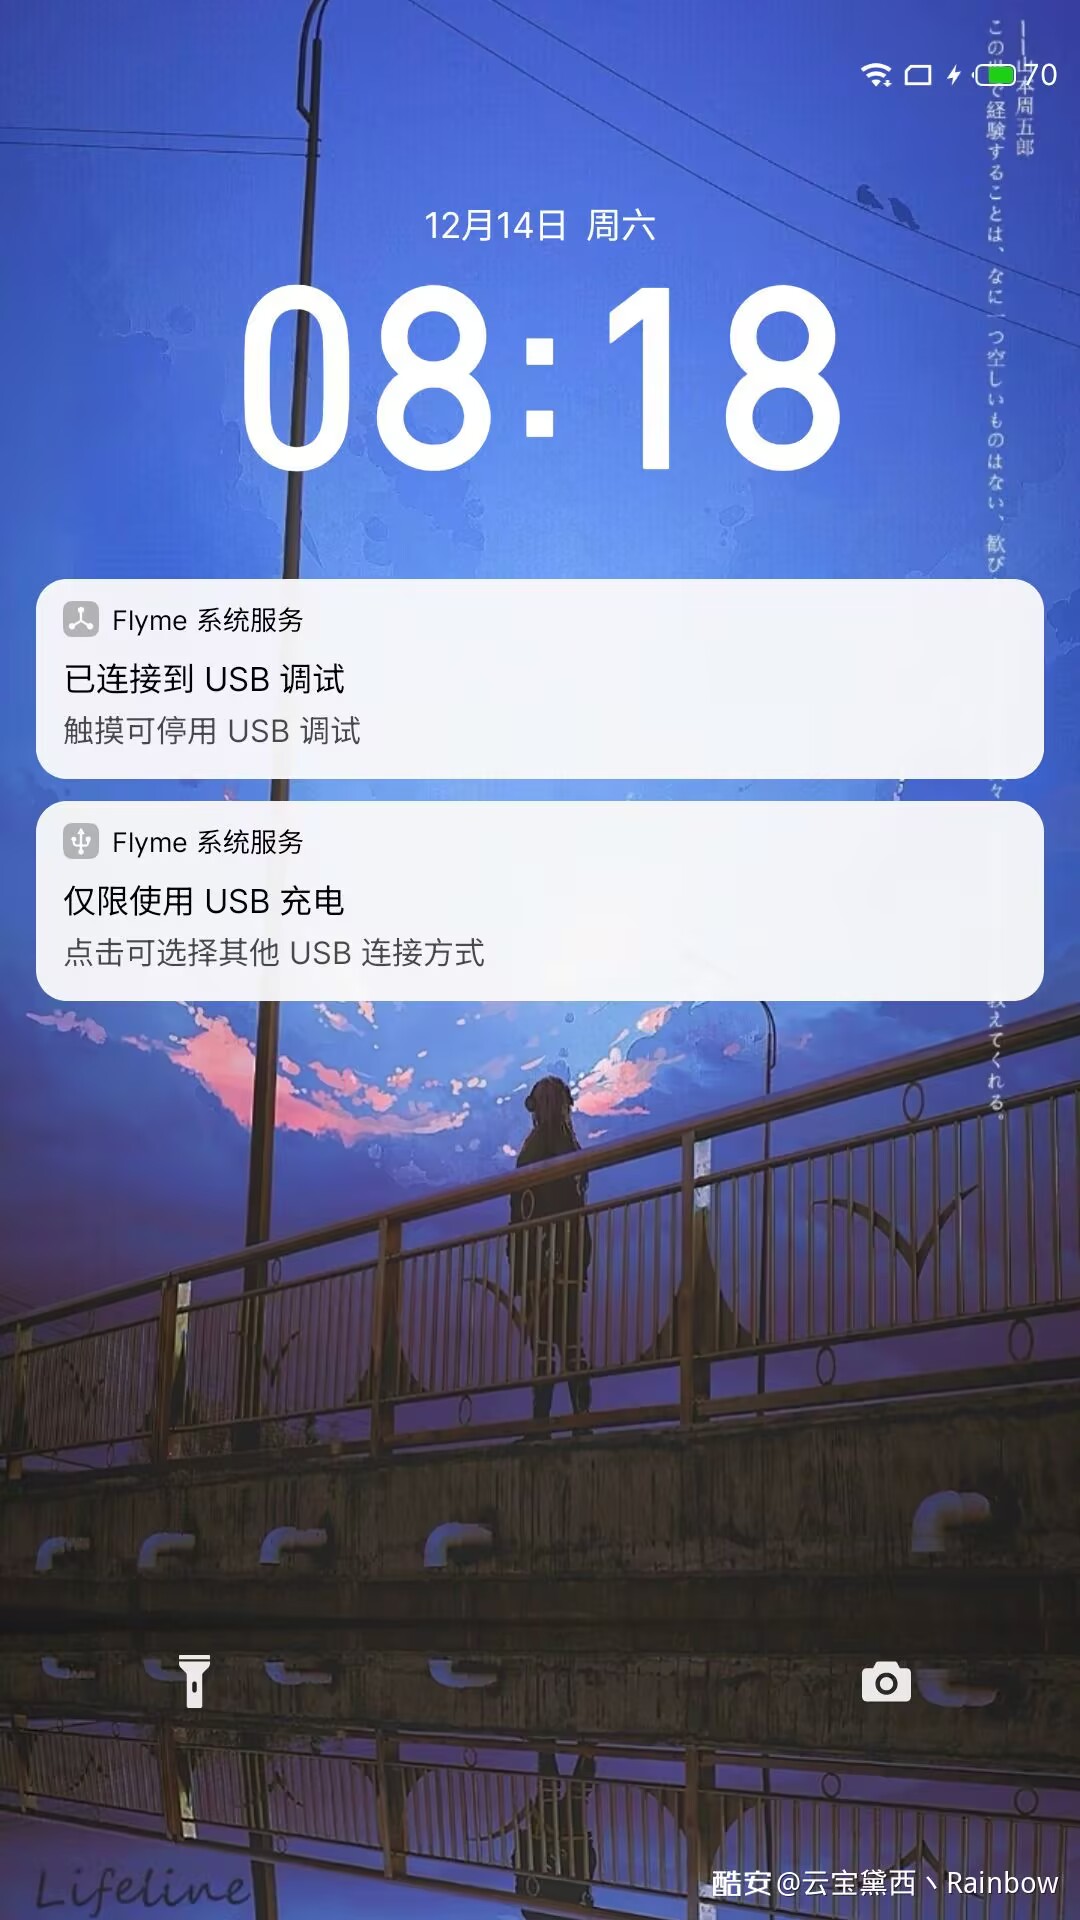 70
12月14日 周六
08:18
——山本周五郎
この世で経験することは、なに一つ空しいものはない、歓び
Flyme 系统服务
已连接到 USB 调试
触摸可停用 USB 调试
々
Flyme 系统服务
仅限使用 USB 充电
点击可选择其他 USB 连接方式
教えてくれる。
Lifeline
酷安 @云宝黛西丶Rainbow